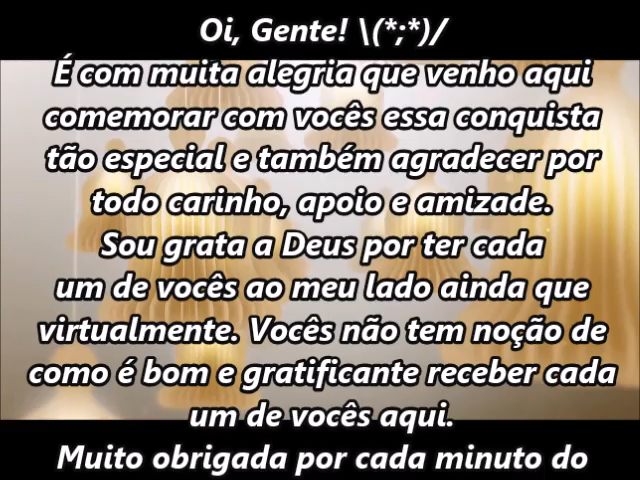 Oi, Gente! \(*;*)/
É com muita alegria que venho aqui
comemorar com vocês essa conquista
tão especial e também agradecer por
todo carinho, apoio e amizade.
Sou grata a Deus por ter cada
um de vocês ao meu lado ainda que
virtualmente. Vocês não tem noção de
como é bom e gratificante receber cada
um de vocês aqui.
Muito obrigada por cada minuto do